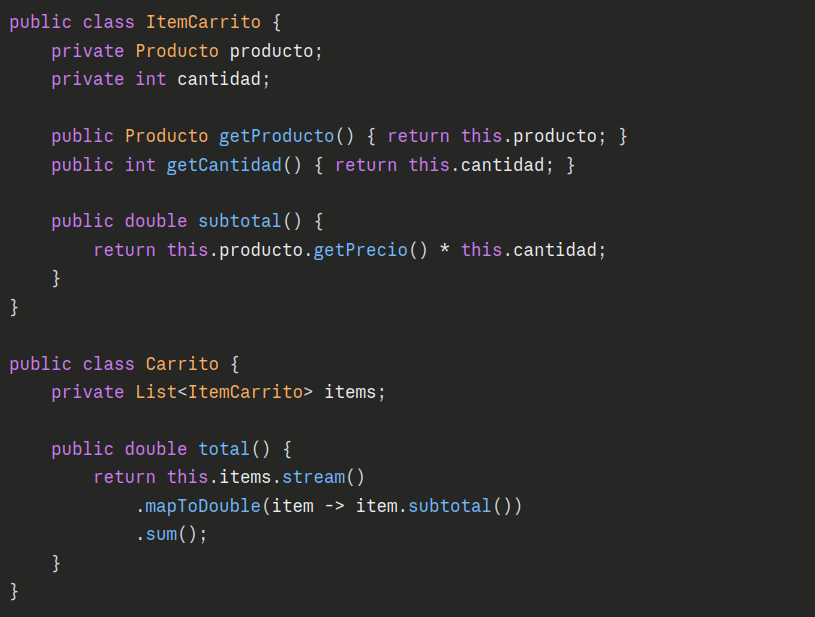 public class ItemCarrito {
    private Producto producto;
    private int cantidad;

    public Producto getProducto() { return this.producto; }
    public int getCantidad() { return this.cantidad; }

    public double subtotal() {
        return this.producto.getPrecio() * this.cantidad;
    }
}

public class Carrito {
    private List<ItemCarrito> items;

    public double total() {
        return this.items.stream()
            .mapToDouble(item -> item.subtotal())
            .sum();
    }
}